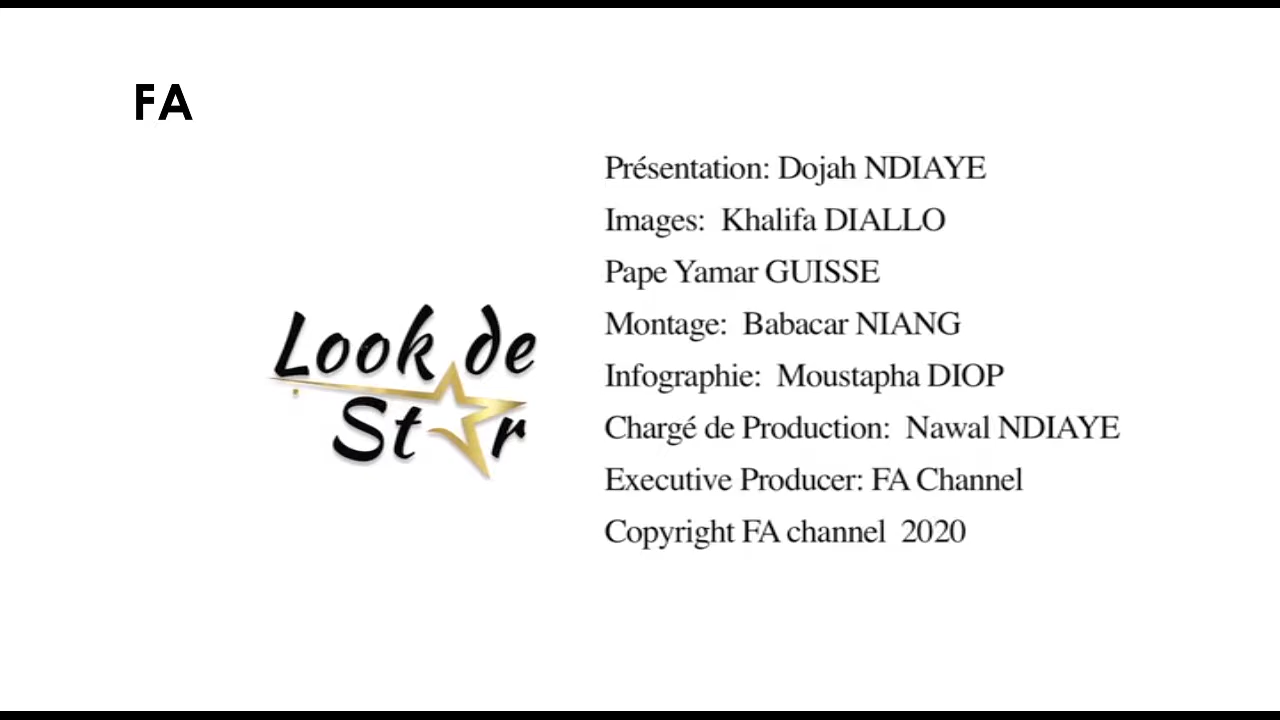 FA
Look de
Star
Présentation: Dojah NDIAYE
Images: Khalifa DIALLO
Pape Yamar GUISSE
Montage: Babacar NIANG
Infographie: Moustapha DIOP
Chargé de Production: Nawal NDIAYE
Executive Producer: FA Channel
Copyright FA channel 2020